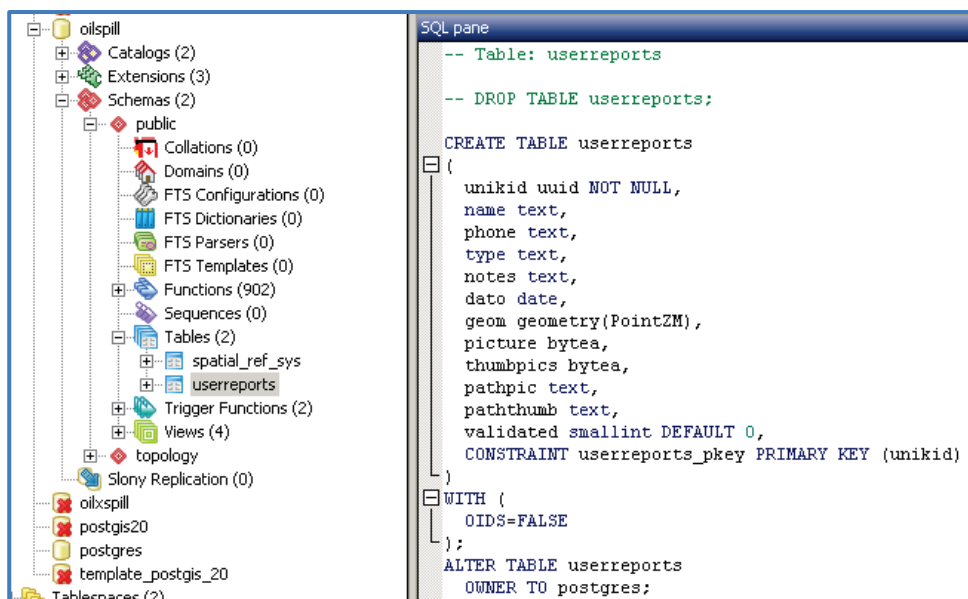 oilspill
Catalogs (2)
Extensions (3)
Schemas (2)
public
Collations (0)
Domains (0)
FTS Configurations (0)
FTS Dictionaries (0)
FTS Parsers (0)
FTS Templates (0)
Functions (902)
Sequences (0)
Tables (2)
spatial_ref_sys
userreports
Trigger Functions (2)
Views (4)
topology
Slony Replication (0)
oilxspill
postgis20
postgres
template_postgis_20
Tablespaces (2)
SQL pane
-- Table: userreports
-- DROP TABLE userreports;
CREATE TABLE userreports
(
unikid uuid NOT NULL,
name text,
phone text,
type text,
notes text,
dato date,
geom geometry(PointZM),
picture bytea,
thumbpics bytea,
pathpic text,
paththumb text,
validated smallint DEFAULT 0,
CONSTRAINT userreports_pkey PRIMARY KEY (unikid)
)
WITH (
OIDS=FALSE
);
ALTER TABLE userreports
OWNER TO postgres;